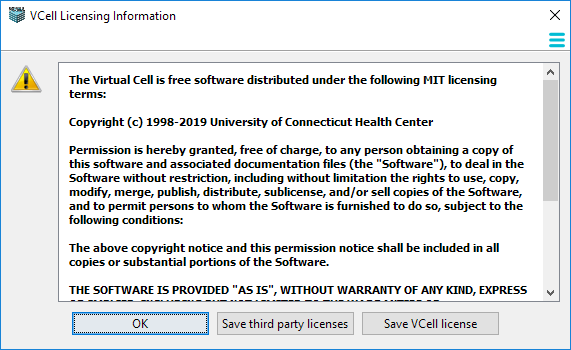 VCell Licensing Information
The Virtual Cell is free software distributed under the following MIT licensing
terms:
Copyright (c) 1998-2019 University of Connecticut Health Center
Permission is hereby granted, free of charge, to any person obtaining a copy of
this software and associated documentation files (the "Software"), to deal in the
Software without restriction, including without limitation the rights to use, copy,
modify, merge, publish, distribute, sublicense, and/or sell copies of the Software,
and to permit persons to whom the Software is furnished to do so, subject to the
following conditions:
The above copyright notice and this permission notice shall be included in all
copies or substantial portions of the Software.
THE SOFTWARE IS PROVIDED "AS IS", WITHOUT WARRANTY OF ANY KIND, EXPRESS
OK
Save third party licenses
Save VCell license